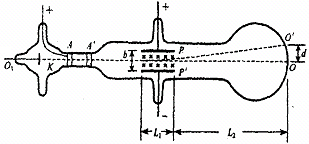 + +
A A' b P O'
O₁ K d
P' O
−
L₁ L₂